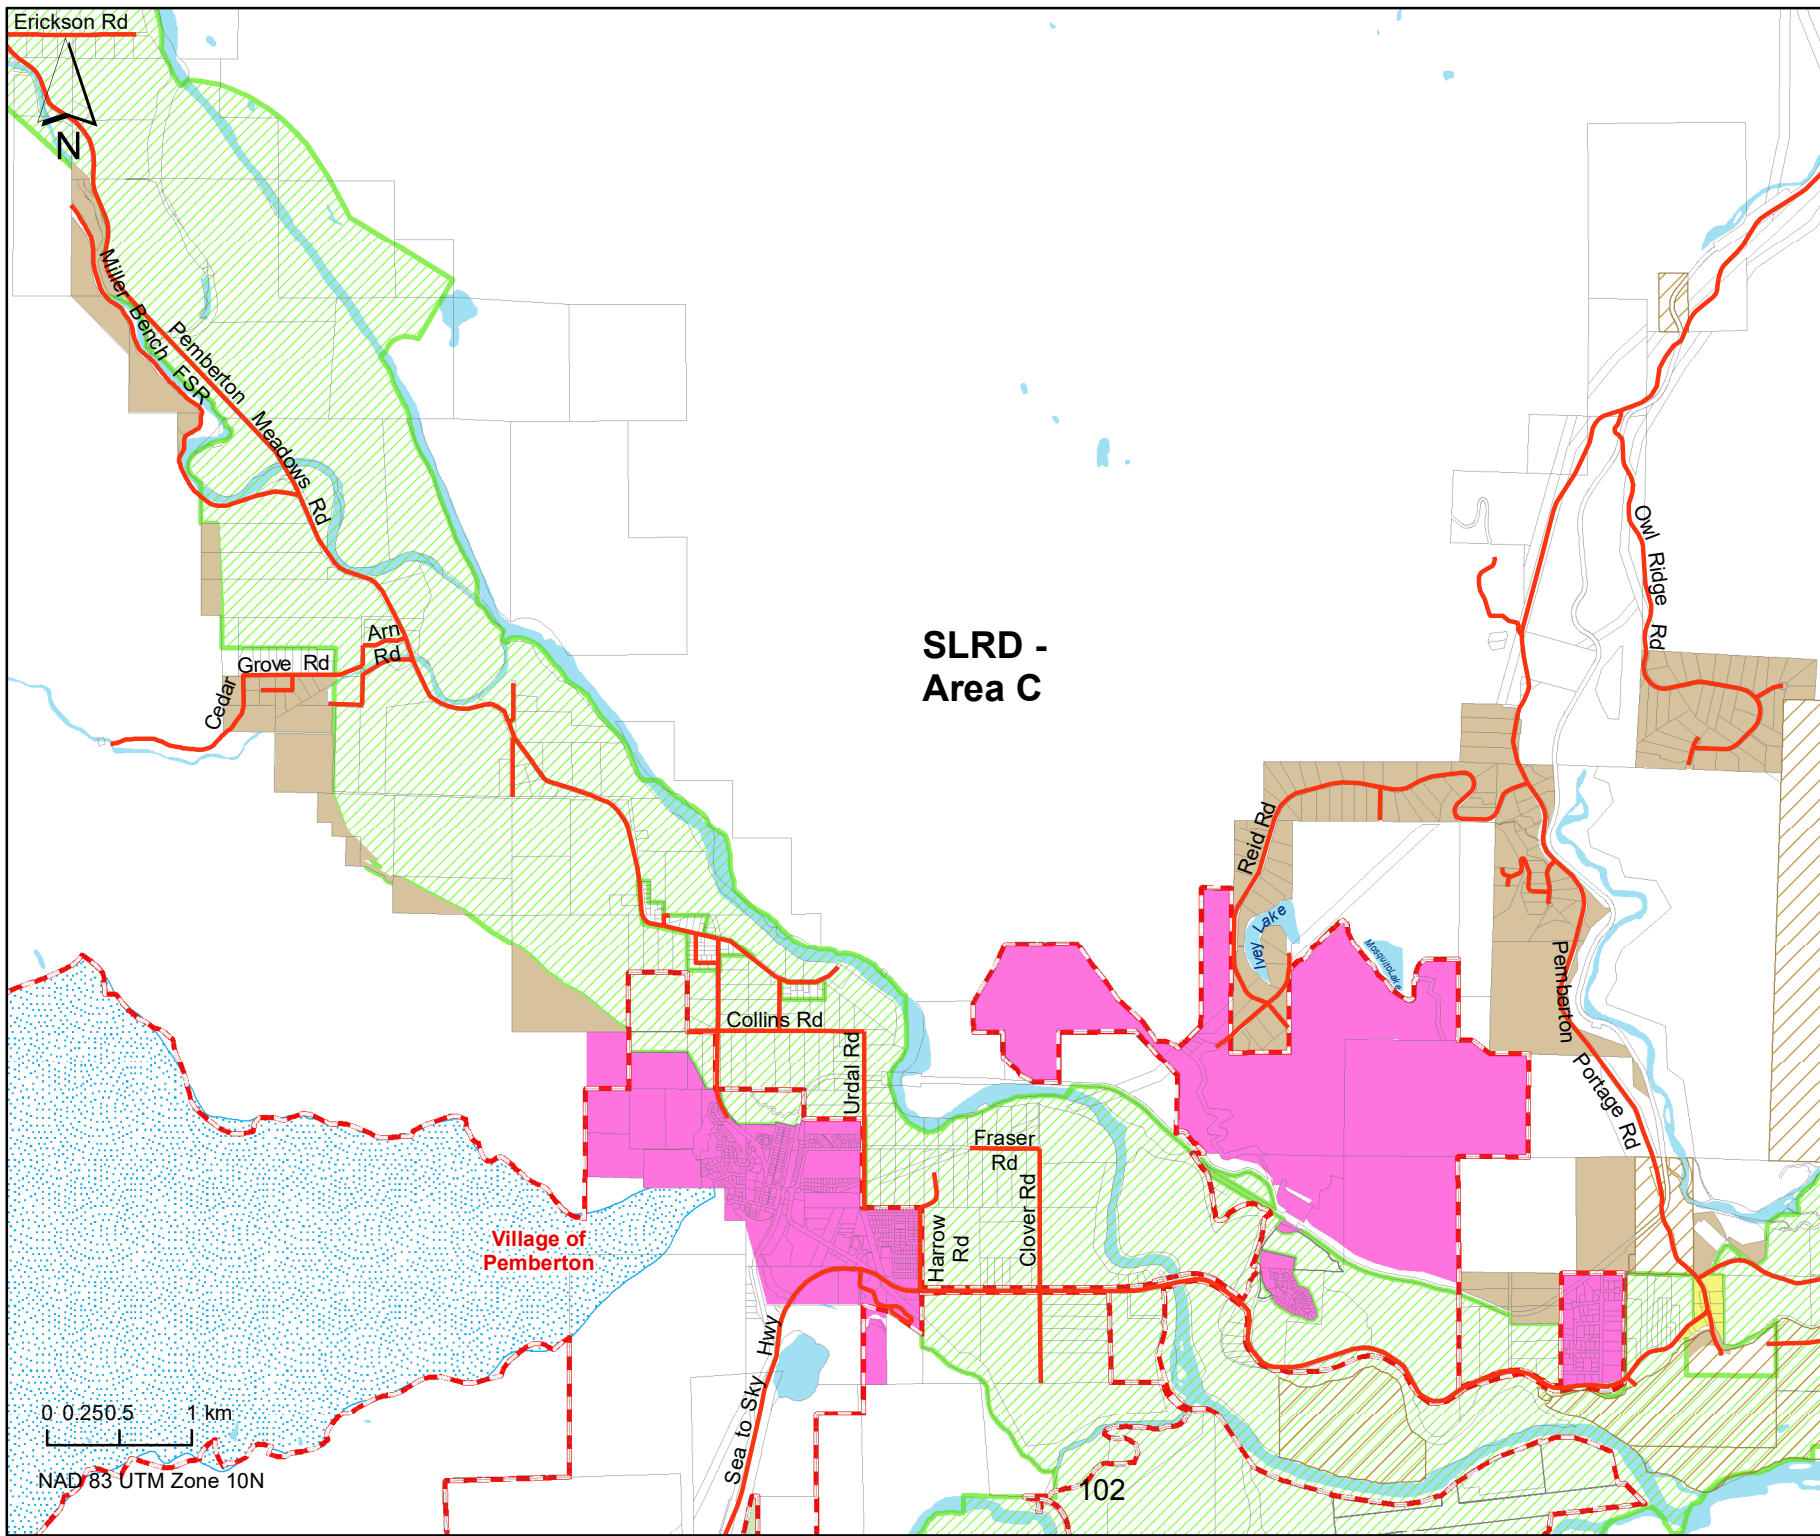 Erickson Rd
N
Miller Bench FSR
Pemberton Meadows Rd
Owl Ridge Rd
Arn
Rd
Cedar Grove Rd
SLRD -
Area C
Reid Rd
Ivey Lake
MosquitoLake
Pemberton Portage Rd
Collins Rd
Urdal Rd
Fraser
Rd
Clover Rd
Harrow
Rd
Village of
Pemberton
Sea to Sky Hwy
0 0.250.5 1 km
NAD 83 UTM Zone 10N
102